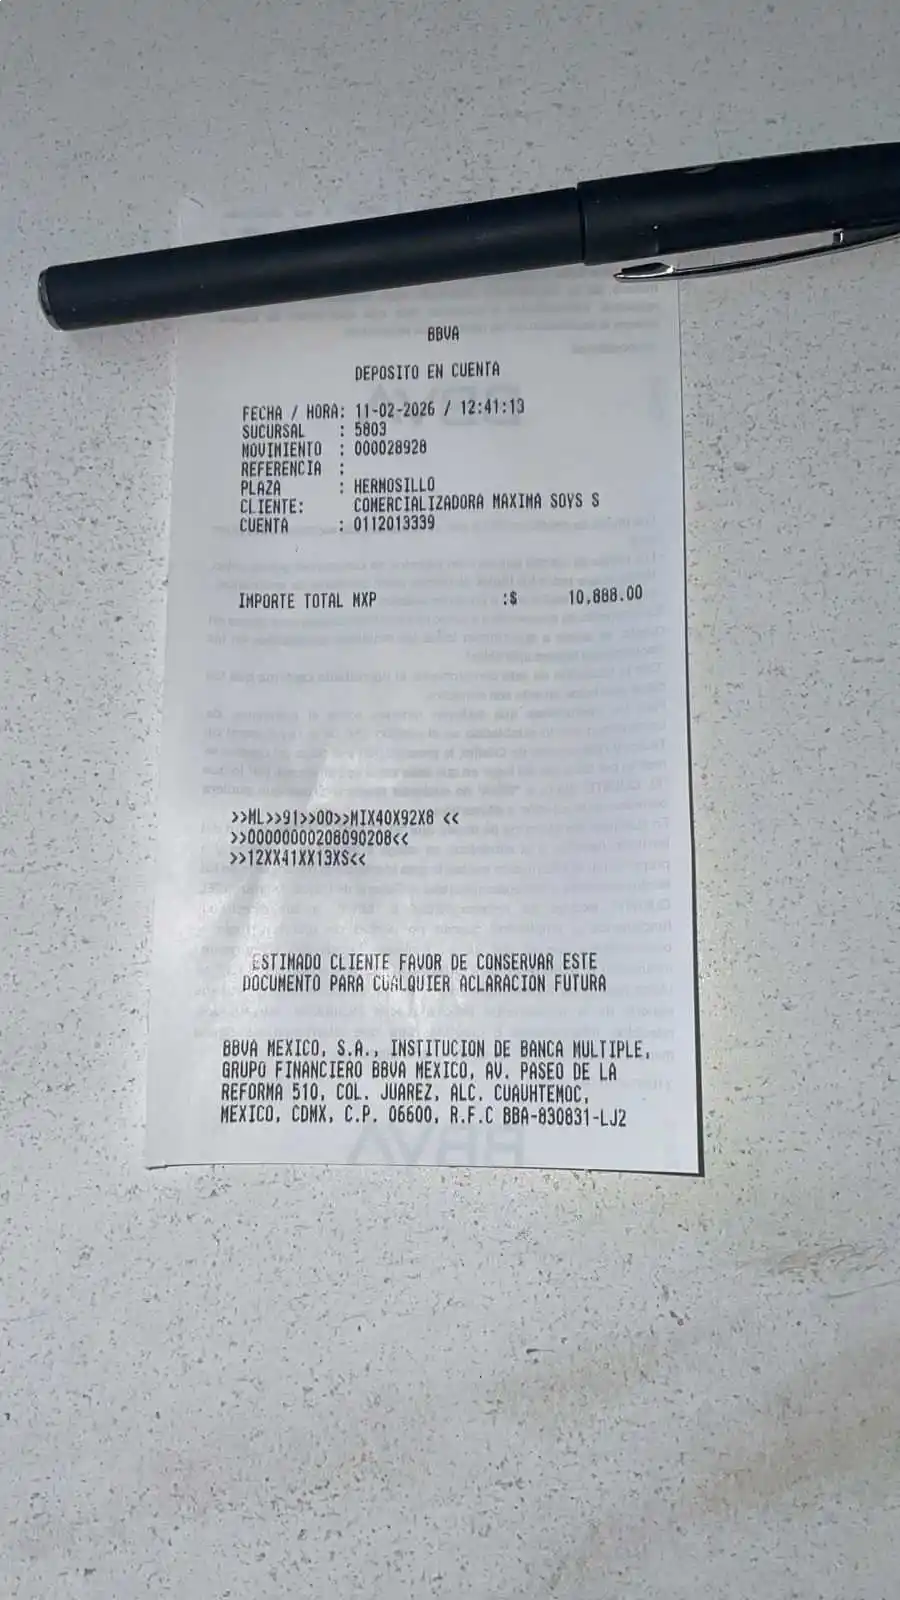 BBVA
DEPOSITO EN CUENTA
FECHA / HORA: 11-02-2026 / 12:41:13
SUCURSAL : 5803
MOVIMIENTO : 000028928
REFERENCIA :
PLAZA : HERMOSILLO
CLIENTE: COMERCIALIZADORA MAXIMA SOYS S
CUENTA : 0112013339
IMPORTE TOTAL MXP :$ 10,888.00
>>ML>>91>>00>>MIX40X92X8 <<
>>00000000208090208<<
>>12XX41XX13XS<<
ESTIMADO CLIENTE FAVOR DE CONSERVAR ESTE
DOCUMENTO PARA CUALQUIER ACLARACION FUTURA
BBVA MEXICO, S.A., INSTITUCION DE BANCA MULTIPLE,
GRUPO FINANCIERO BBVA MEXICO, AV. PASEO DE LA
REFORMA 510, COL. JUAREZ, ALC. CUAUHTEMOC,
MEXICO, CDMX, C.P. 06600, R.F.C BBA-830831-LJ2